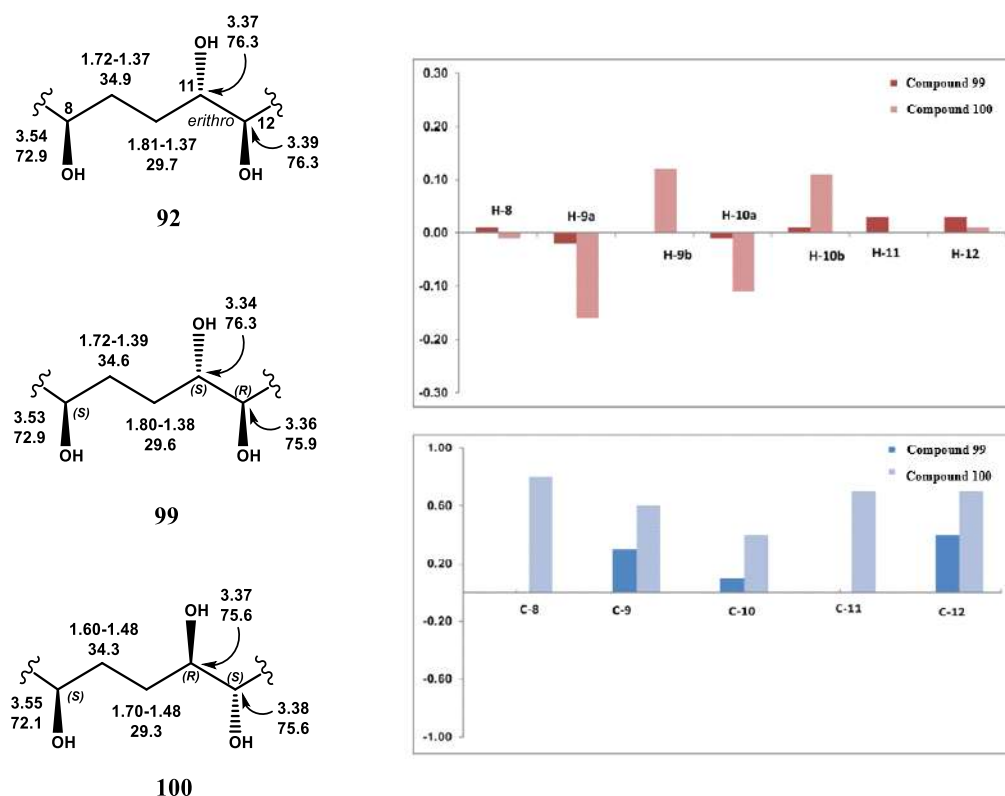 3.37
76.3
OH
1.72-1.37
34.9
11
8
erithro
12
3.54
72.9
OH
1.81-1.37
29.7
OH
3.39
76.3
92
3.34
76.3
OH
1.72-1.39
34.6
(S)
(R)
3.53
72.9
(S)
OH
1.80-1.38
29.6
OH
3.36
75.9
99
3.37
75.6
OH
1.60-1.48
34.3
(R)
(S)
3.55
72.1
(S)
OH
1.70-1.48
29.3
OH
3.38
75.6
100
0.30
0.20
0.10
0.00
-0.10
-0.20
-0.30
Compound 99
Compound 100
H-8
H-9a
H-9b
H-10a
H-10b
H-11
H-12
1.00
0.60
0.20
-0.20
-0.60
-1.00
Compound 99
Compound 100
C-8
C-9
C-10
C-11
C-12